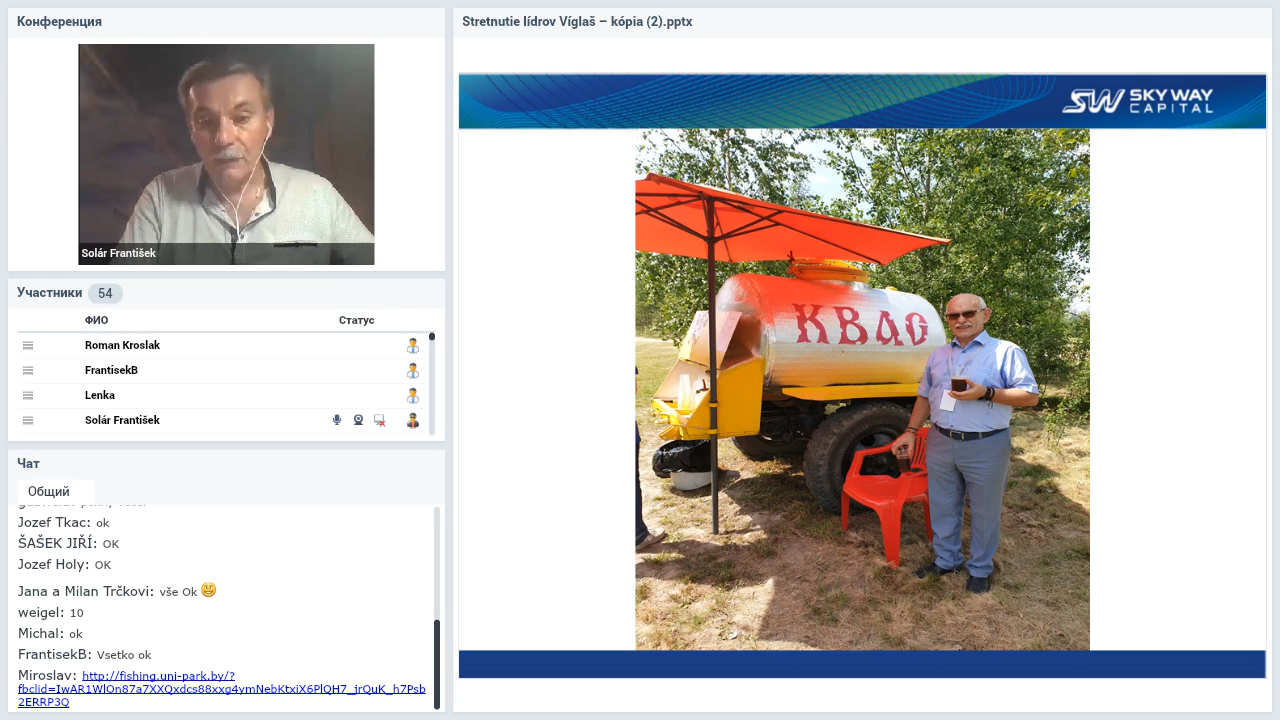 Конференция
Solár František
Участники 54
ФИО Статус
Roman Kroslak
FrantisekB
Lenka
Solár František
Чат
Общий
Jozef Tkac: ok
ŠAŠEK JIŘÍ: OK
Jozef Holy: OK
Jana a Milan Trčkovi: vše Ok
weigel: 10
Michal: ok
FrantisekB: Vsetko ok
Miroslav: http://fishing.uni-park.by/?
fbclid=IwAR1WlOn87a7XXQxdcs88xxg4ymNebKtxiX6PlQH7_jrQuK_h7Psb
2ERRP3Q
Stretnutie lídrov Vígľaš – kópia (2).pptx
SW SKY WAY
CAPITAL
КВАС